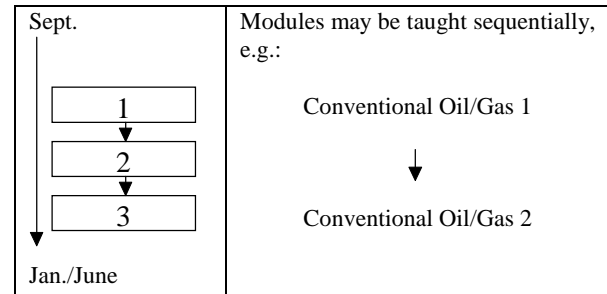 Sept.
1
2
3
Jan./June
Modules may be taught sequentially,
e.g.:
Conventional Oil/Gas 1
Conventional Oil/Gas 2